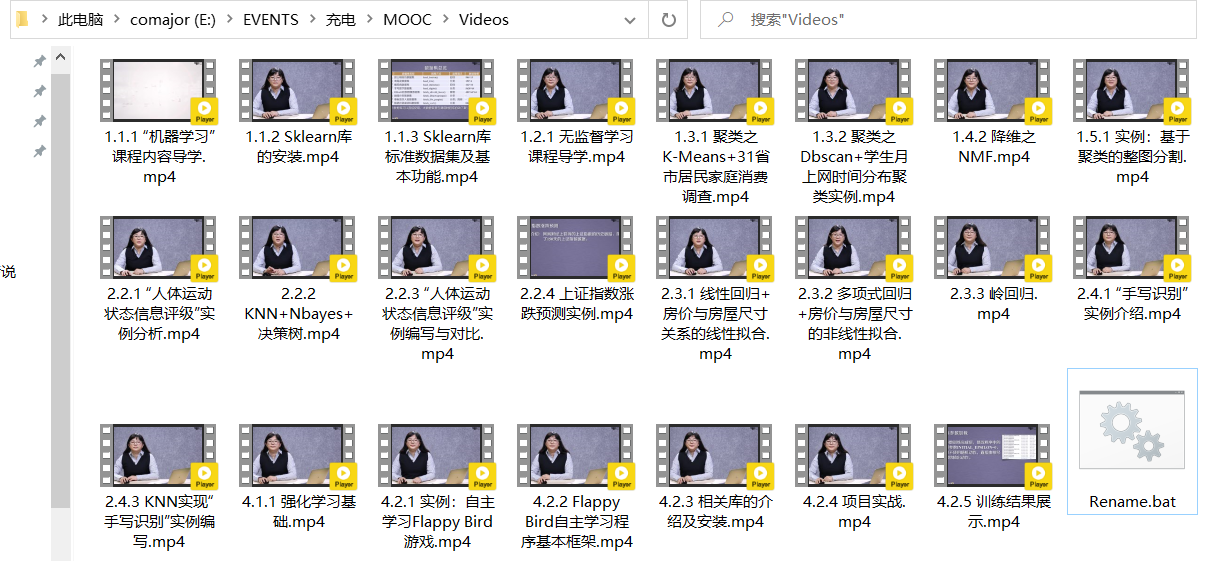 此电脑 > comajor (E:) > EVENTS > 充电 > MOOC > Videos
搜索"Videos"
说
1.1.1 “机器学习”
课程内容导学.
mp4
1.1.2 Sklearn库
的安装.mp4
1.1.3 Sklearn库
标准数据集及基
本功能.mp4
1.2.1 无监督学习
课程导学.mp4
1.3.1 聚类之
K-Means+31省
市居民家庭消费
调查.mp4
1.3.2 聚类之
Dbscan+学生月
上网时间分布聚
类实例.mp4
1.4.2 降维之
NMF.mp4
1.5.1 实例：基于
聚类的整图分割.
mp4
2.2.1 “人体运动
状态信息评级”实
例分析.mp4
2.2.2
KNN+Nbayes+
决策树.mp4
2.2.3 “人体运动
状态信息评级”实
例编写与对比.
mp4
2.2.4 上证指数涨
跌预测实例.mp4
2.3.1 线性回归+
房价与房屋尺寸
关系的线性拟合.
mp4
2.3.2 多项式回归
+房价与房屋尺寸
的非线性拟合.
mp4
2.3.3 岭回归.
mp4
2.4.1 “手写识别”
实例介绍.mp4
2.4.3 KNN实现“
手写识别”实例编
写.mp4
4.1.1 强化学习基
础.mp4
4.2.1 实例：自主
学习Flappy Bird
游戏.mp4
4.2.2 Flappy
Bird自主学习程
序基本框架.mp4
4.2.3 相关库的介
绍及安装.mp4
4.2.4 项目实战.
mp4
4.2.5 训练结果展
示.mp4
Rename.bat